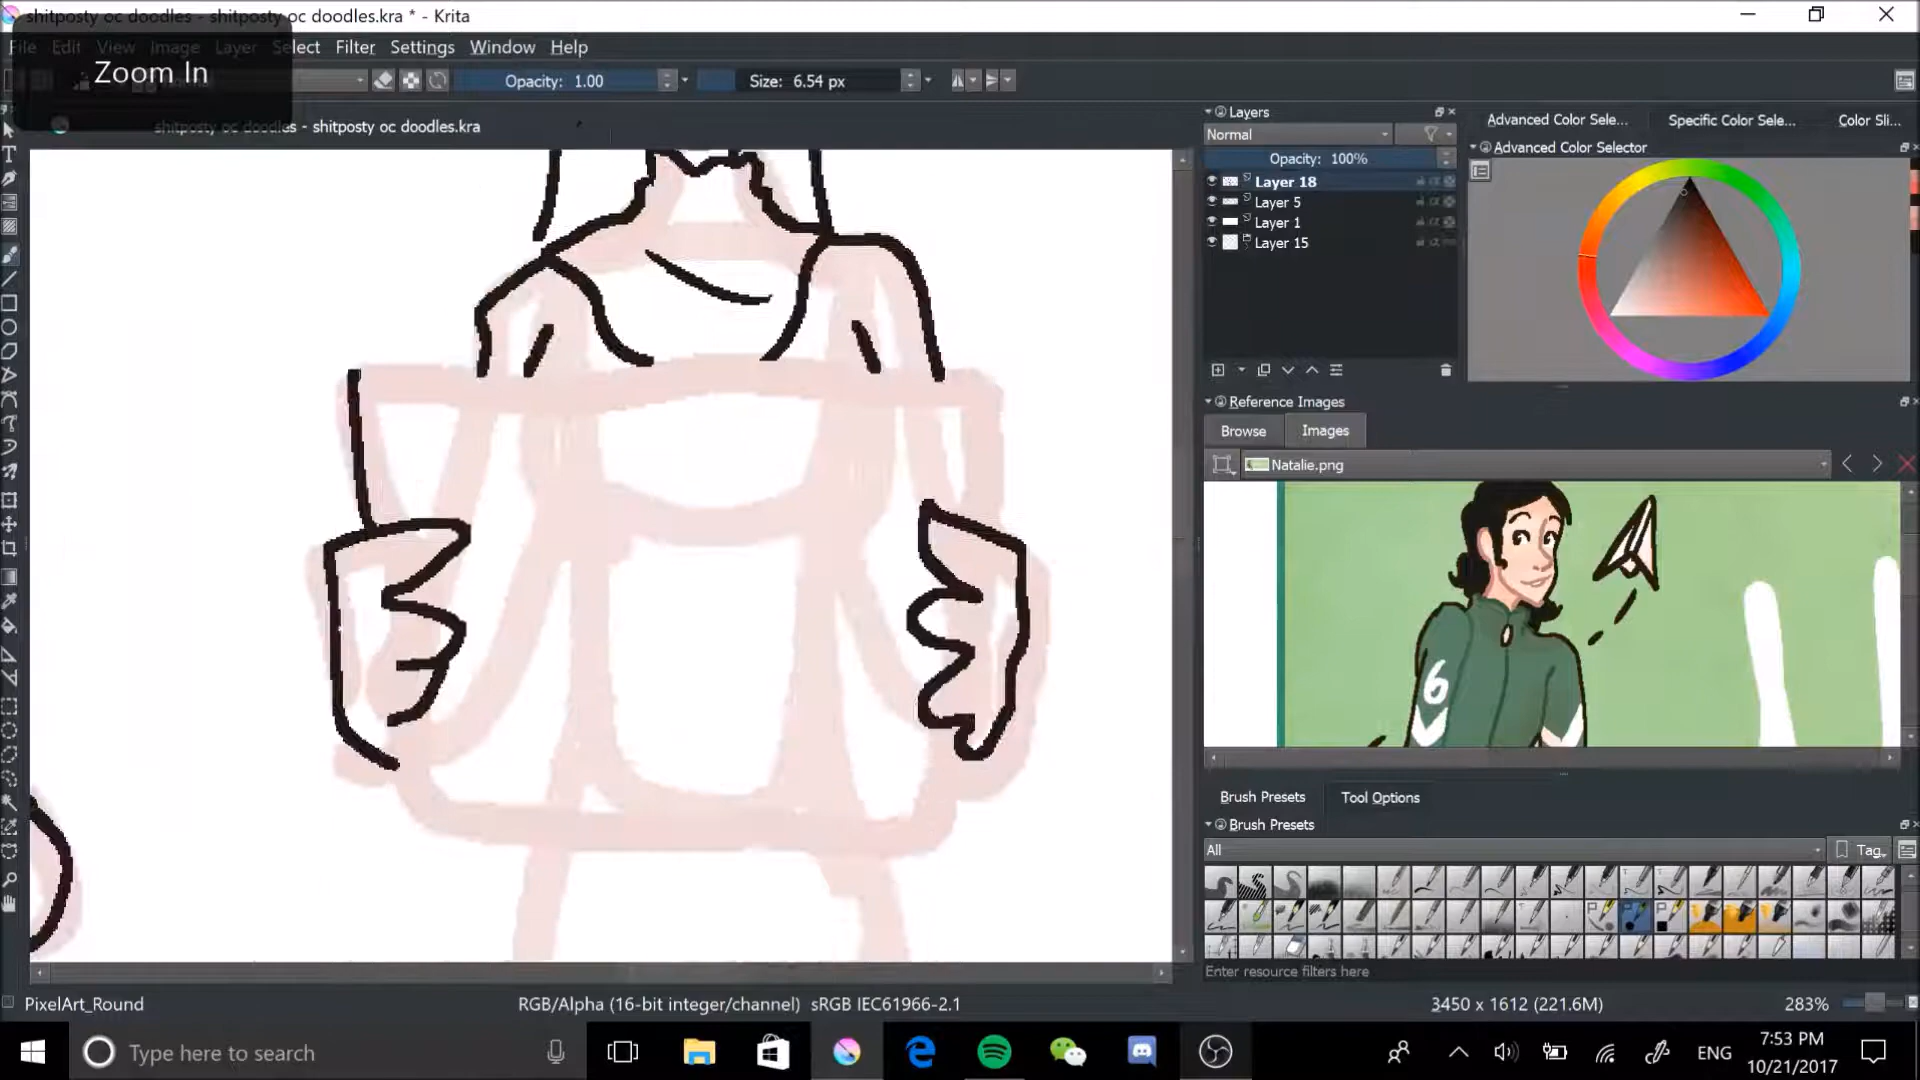 shitposty oc doodles - shitposty oc doodles.kra * - Krita
File Edit View Image Layer Select Filter Settings Window Help
Zoom In
Opacity: 1.00
Size: 6.54 px
shitposty oc doodles - shitposty oc doodles.kra
Layers
Normal
Opacity: 100%
Layer 18
Layer 5
Layer 1
Layer 15
Advanced Color Sele...
Specific Color Sele...
Color Sli...
Advanced Color Selector
Reference Images
Browse
Images
Natalie.png
6
Brush Presets
Tool Options
Brush Presets
All
Tag
Enter resource filters here
PixelArt_Round
RGB/Alpha (16-bit integer/channel) sRGB IEC61966-2.1
3450 x 1612 (221.6M)
283%
Type here to search
ENG
7:53 PM
10/21/2017